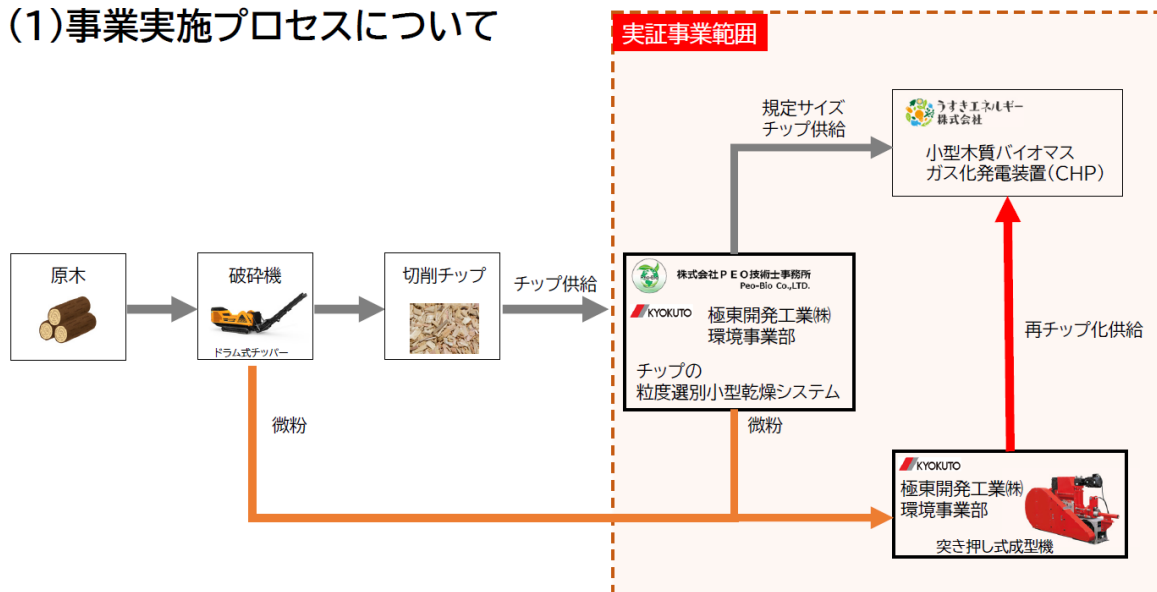 (1)事業実施プロセスについて
実証事業範囲
規定サイズ
チップ供給
うすきエネルギー
株式会社
小型木質バイオマス
ガス化発電装置(CHP)
原木
破砕機
ドラム式チッパー
切削チップ
チップ供給
株式会社PEO技術士事務所
Peo-Bio Co.,LTD.
KYOKUTO
極東開発工業㈱
環境事業部
チップの
粒度選別小型乾燥システム
再チップ化供給
微粉
微粉
KYOKUTO
極東開発工業㈱
環境事業部
突き押し式成型機